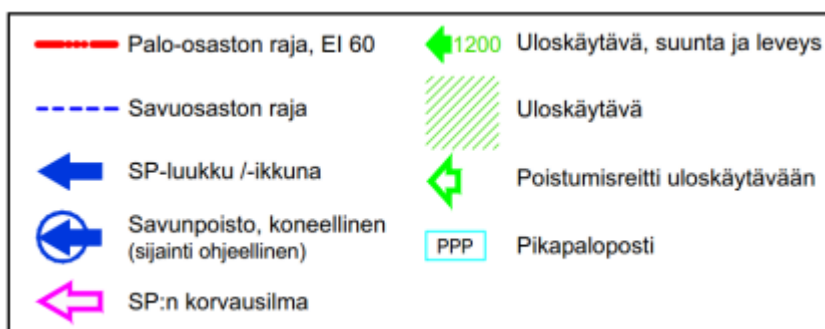 Palo-osaston raja, EI 60
Savuosaston raja
SP-luukku /-ikkuna
Savunpoisto, koneellinen
(sijainti ohjeellinen)
SP:n korvausilma
1200 Uloskäytävä, suunta ja leveys
Uloskäytävä
Poistumisreitti uloskäytävään
PPP Pikapaloposti